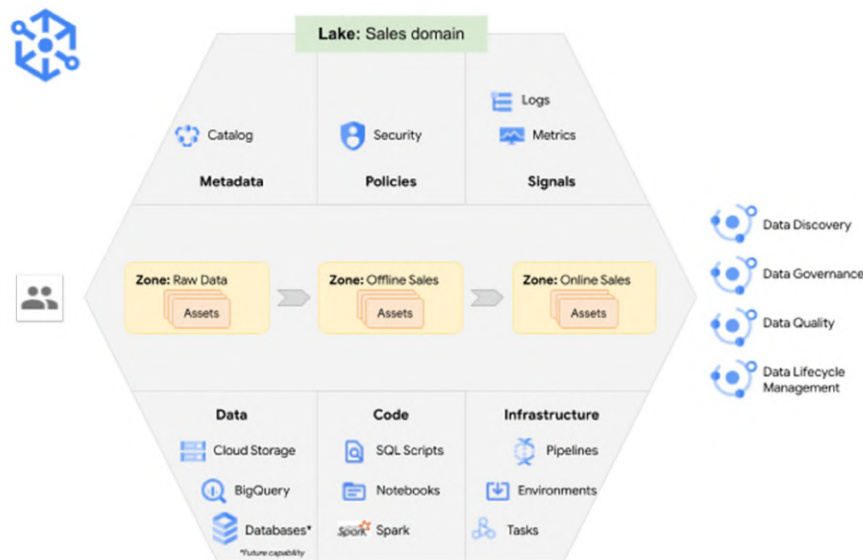 Lake: Sales domain
Catalog
Security
Logs
Metrics
Metadata
Policies
Signals
Zone: Raw Data
Assets
Zone: Offline Sales
Assets
Zone: Online Sales
Assets
Data Discovery
Data Governance
Data Quality
Data Lifecycle
Management
Data
Cloud Storage
BigQuery
Databases*
*Future capability
Code
SQL Scripts
Notebooks
Spark
Spark
Infrastructure
Pipelines
Environments
Tasks